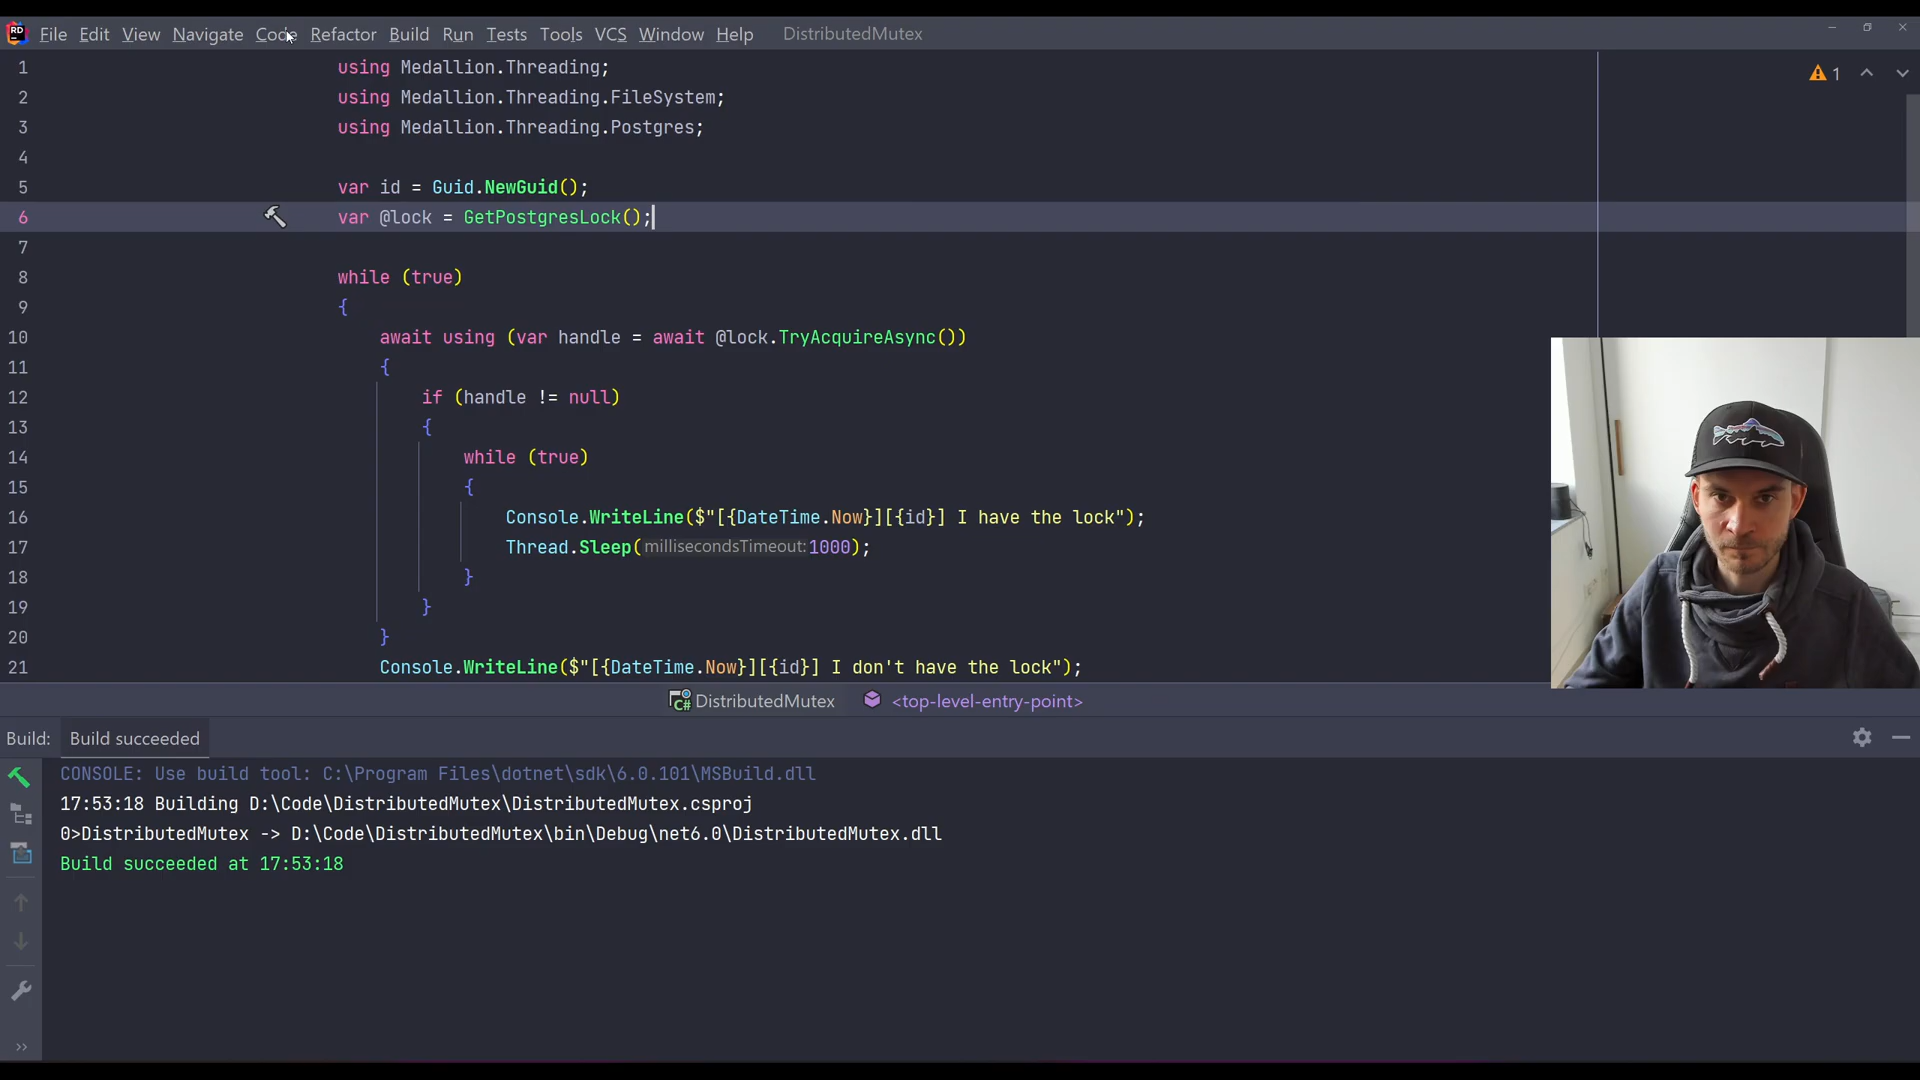 RD File Edit View Navigate Code Refactor Build Run Tests Tools VCS Window Help DistributedMutex
1 using Medallion.Threading;
2 using Medallion.Threading.FileSystem;
3 using Medallion.Threading.Postgres;
4
5 var id = Guid.NewGuid();
6 var @lock = GetPostgresLock();
7
8 while (true)
9 {
10 await using (var handle = await @lock.TryAcquireAsync())
11 {
12 if (handle != null)
13 {
14 while (true)
15 {
16 Console.WriteLine($"[{DateTime.Now}][{id}] I have the lock");
17 Thread.Sleep(millisecondsTimeout:1000);
18 }
19 }
20 }
21 Console.WriteLine($"[{DateTime.Now}][{id}] I don't have the lock");
1
C# DistributedMutex <top-level-entry-point>
Build: Build succeeded
CONSOLE: Use build tool: C:\Program Files\dotnet\sdk\6.0.101\MSBuild.dll
17:53:18 Building D:\Code\DistributedMutex\DistributedMutex.csproj
0>DistributedMutex -> D:\Code\DistributedMutex\bin\Debug\net6.0\DistributedMutex.dll
Build succeeded at 17:53:18